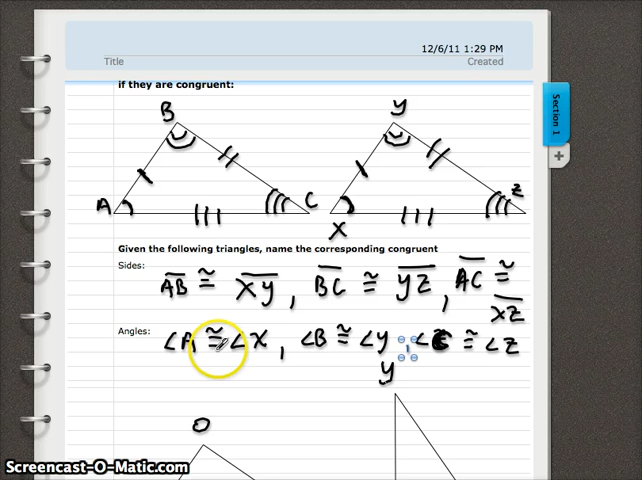 12/6/11 1:29 PM
Title Created
if they are congruent:
Section 1
+
B Y
A C X Z
Given the following triangles, name the corresponding congruent
Sides: AB ≅ XY , BC ≅ YZ , AC ≅
XZ
Angles: ∠A ≅ ∠X , ∠B ≅ ∠Y , ∠C ≅ ∠Z
Y
O
Screencast-O-Matic.com